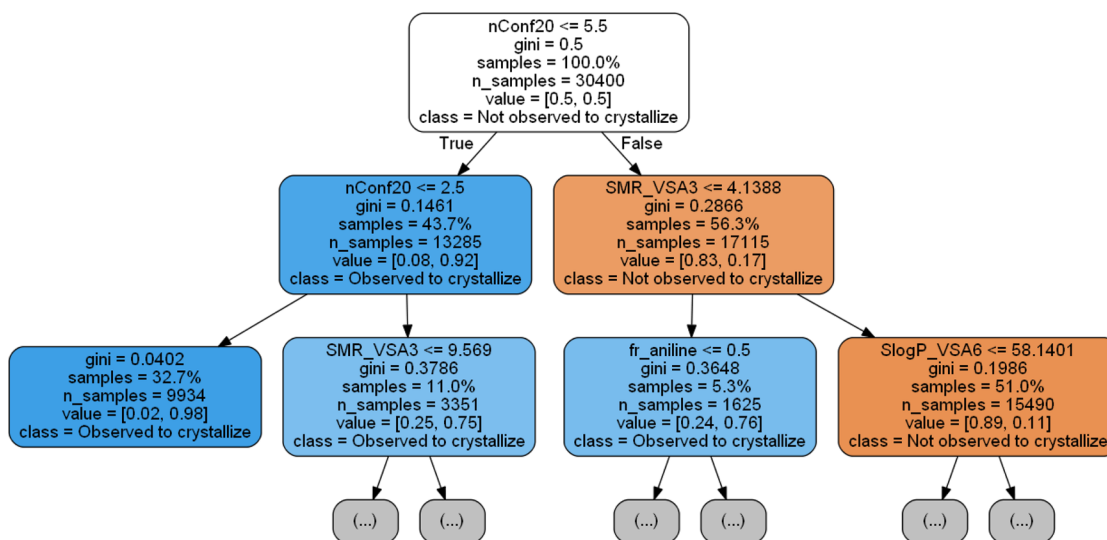 nConf20 <= 5.5
gini = 0.5
samples = 100.0%
n_samples = 30400
value = [0.5, 0.5]
class = Not observed to crystallize
True
False
nConf20 <= 2.5
gini = 0.1461
samples = 43.7%
n_samples = 13285
value = [0.08, 0.92]
class = Observed to crystallize
SMR_VSA3 <= 4.1388
gini = 0.2866
samples = 56.3%
n_samples = 17115
value = [0.83, 0.17]
class = Not observed to crystallize
gini = 0.0402
samples = 32.7%
n_samples = 9934
value = [0.02, 0.98]
class = Observed to crystallize
SMR_VSA3 <= 9.569
gini = 0.3786
samples = 11.0%
n_samples = 3351
value = [0.25, 0.75]
class = Observed to crystallize
fr_aniline <= 0.5
gini = 0.3648
samples = 5.3%
n_samples = 1625
value = [0.24, 0.76]
class = Observed to crystallize
SlogP_VSA6 <= 58.1401
gini = 0.1986
samples = 51.0%
n_samples = 15490
value = [0.89, 0.11]
class = Not observed to crystallize
(...)
(...)
(...)
(...)
(...)
(...)